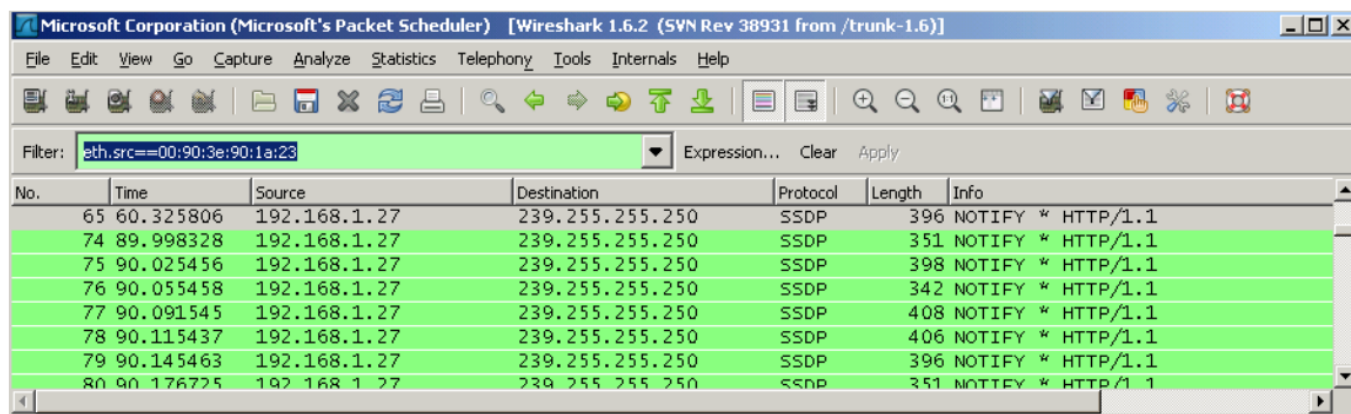 Microsoft Corporation (Microsoft's Packet Scheduler) [Wireshark 1.6.2 (SVN Rev 38931 from /trunk-1.6)]
File Edit View Go Capture Analyze Statistics Telephony Tools Internals Help
Filter: eth.src==00:90:3e:90:1a:23 Expression... Clear Apply
No. Time Source Destination Protocol Length Info
65 60.325806 192.168.1.27 239.255.255.250 SSDP 396 NOTIFY * HTTP/1.1
74 89.998328 192.168.1.27 239.255.255.250 SSDP 351 NOTIFY * HTTP/1.1
75 90.025456 192.168.1.27 239.255.255.250 SSDP 398 NOTIFY * HTTP/1.1
76 90.055458 192.168.1.27 239.255.255.250 SSDP 342 NOTIFY * HTTP/1.1
77 90.091545 192.168.1.27 239.255.255.250 SSDP 408 NOTIFY * HTTP/1.1
78 90.115437 192.168.1.27 239.255.255.250 SSDP 406 NOTIFY * HTTP/1.1
79 90.145463 192.168.1.27 239.255.255.250 SSDP 396 NOTIFY * HTTP/1.1
80 90.176725 192.168.1.27 239.255.255.250 SSDP 351 NOTIFY * HTTP/1.1